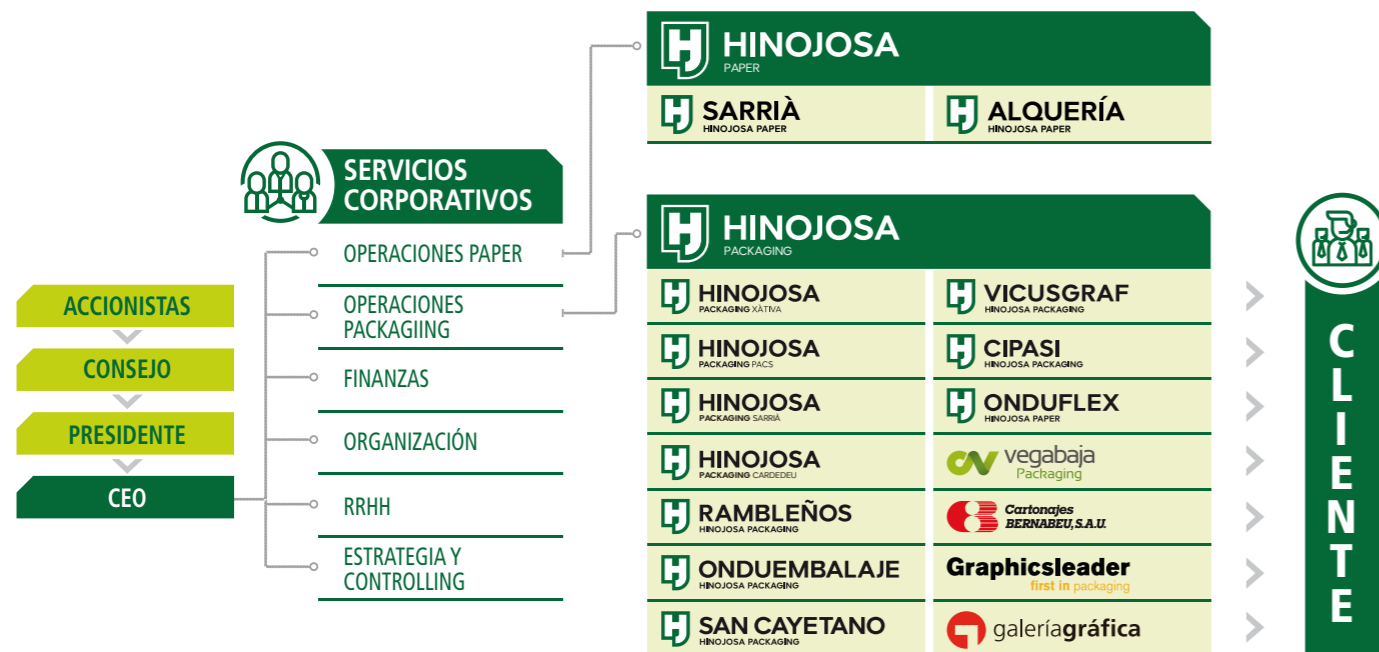 ACCIONISTAS
CONSEJO
PRESIDENTE
CEO
SERVICIOS
CORPORATIVOS
OPERACIONES PAPER
OPERACIONES
PACKAGIING
FINANZAS
ORGANIZACIÓN
RRHH
ESTRATEGIA Y
CONTROLLING
HINOJOSA
PAPER
SARRIÀ
HINOJOSA PAPER
ALQUERÍA
HINOJOSA PAPER
HINOJOSA
PACKAGING
HINOJOSA
PACKAGING XÀTIVA
VICUSGRAF
HINOJOSA PACKAGING
HINOJOSA
PACKAGING PACS
CIPASI
HINOJOSA PACKAGING
HINOJOSA
PACKAGING SARRIÀ
ONDUFLEX
HINOJOSA PAPER
HINOJOSA
PACKAGING CARDEDEU
vegabaja
Packaging
RAMBLEÑOS
HINOJOSA PACKAGING
Cartonajes
BERNABEU, S.A.U.
ONDUEMBALAJE
HINOJOSA PACKAGING
Graphicsleader
first in packaging
SAN CAYETANO
HINOJOSA PACKAGING
galeríagráfica
CLIENTE